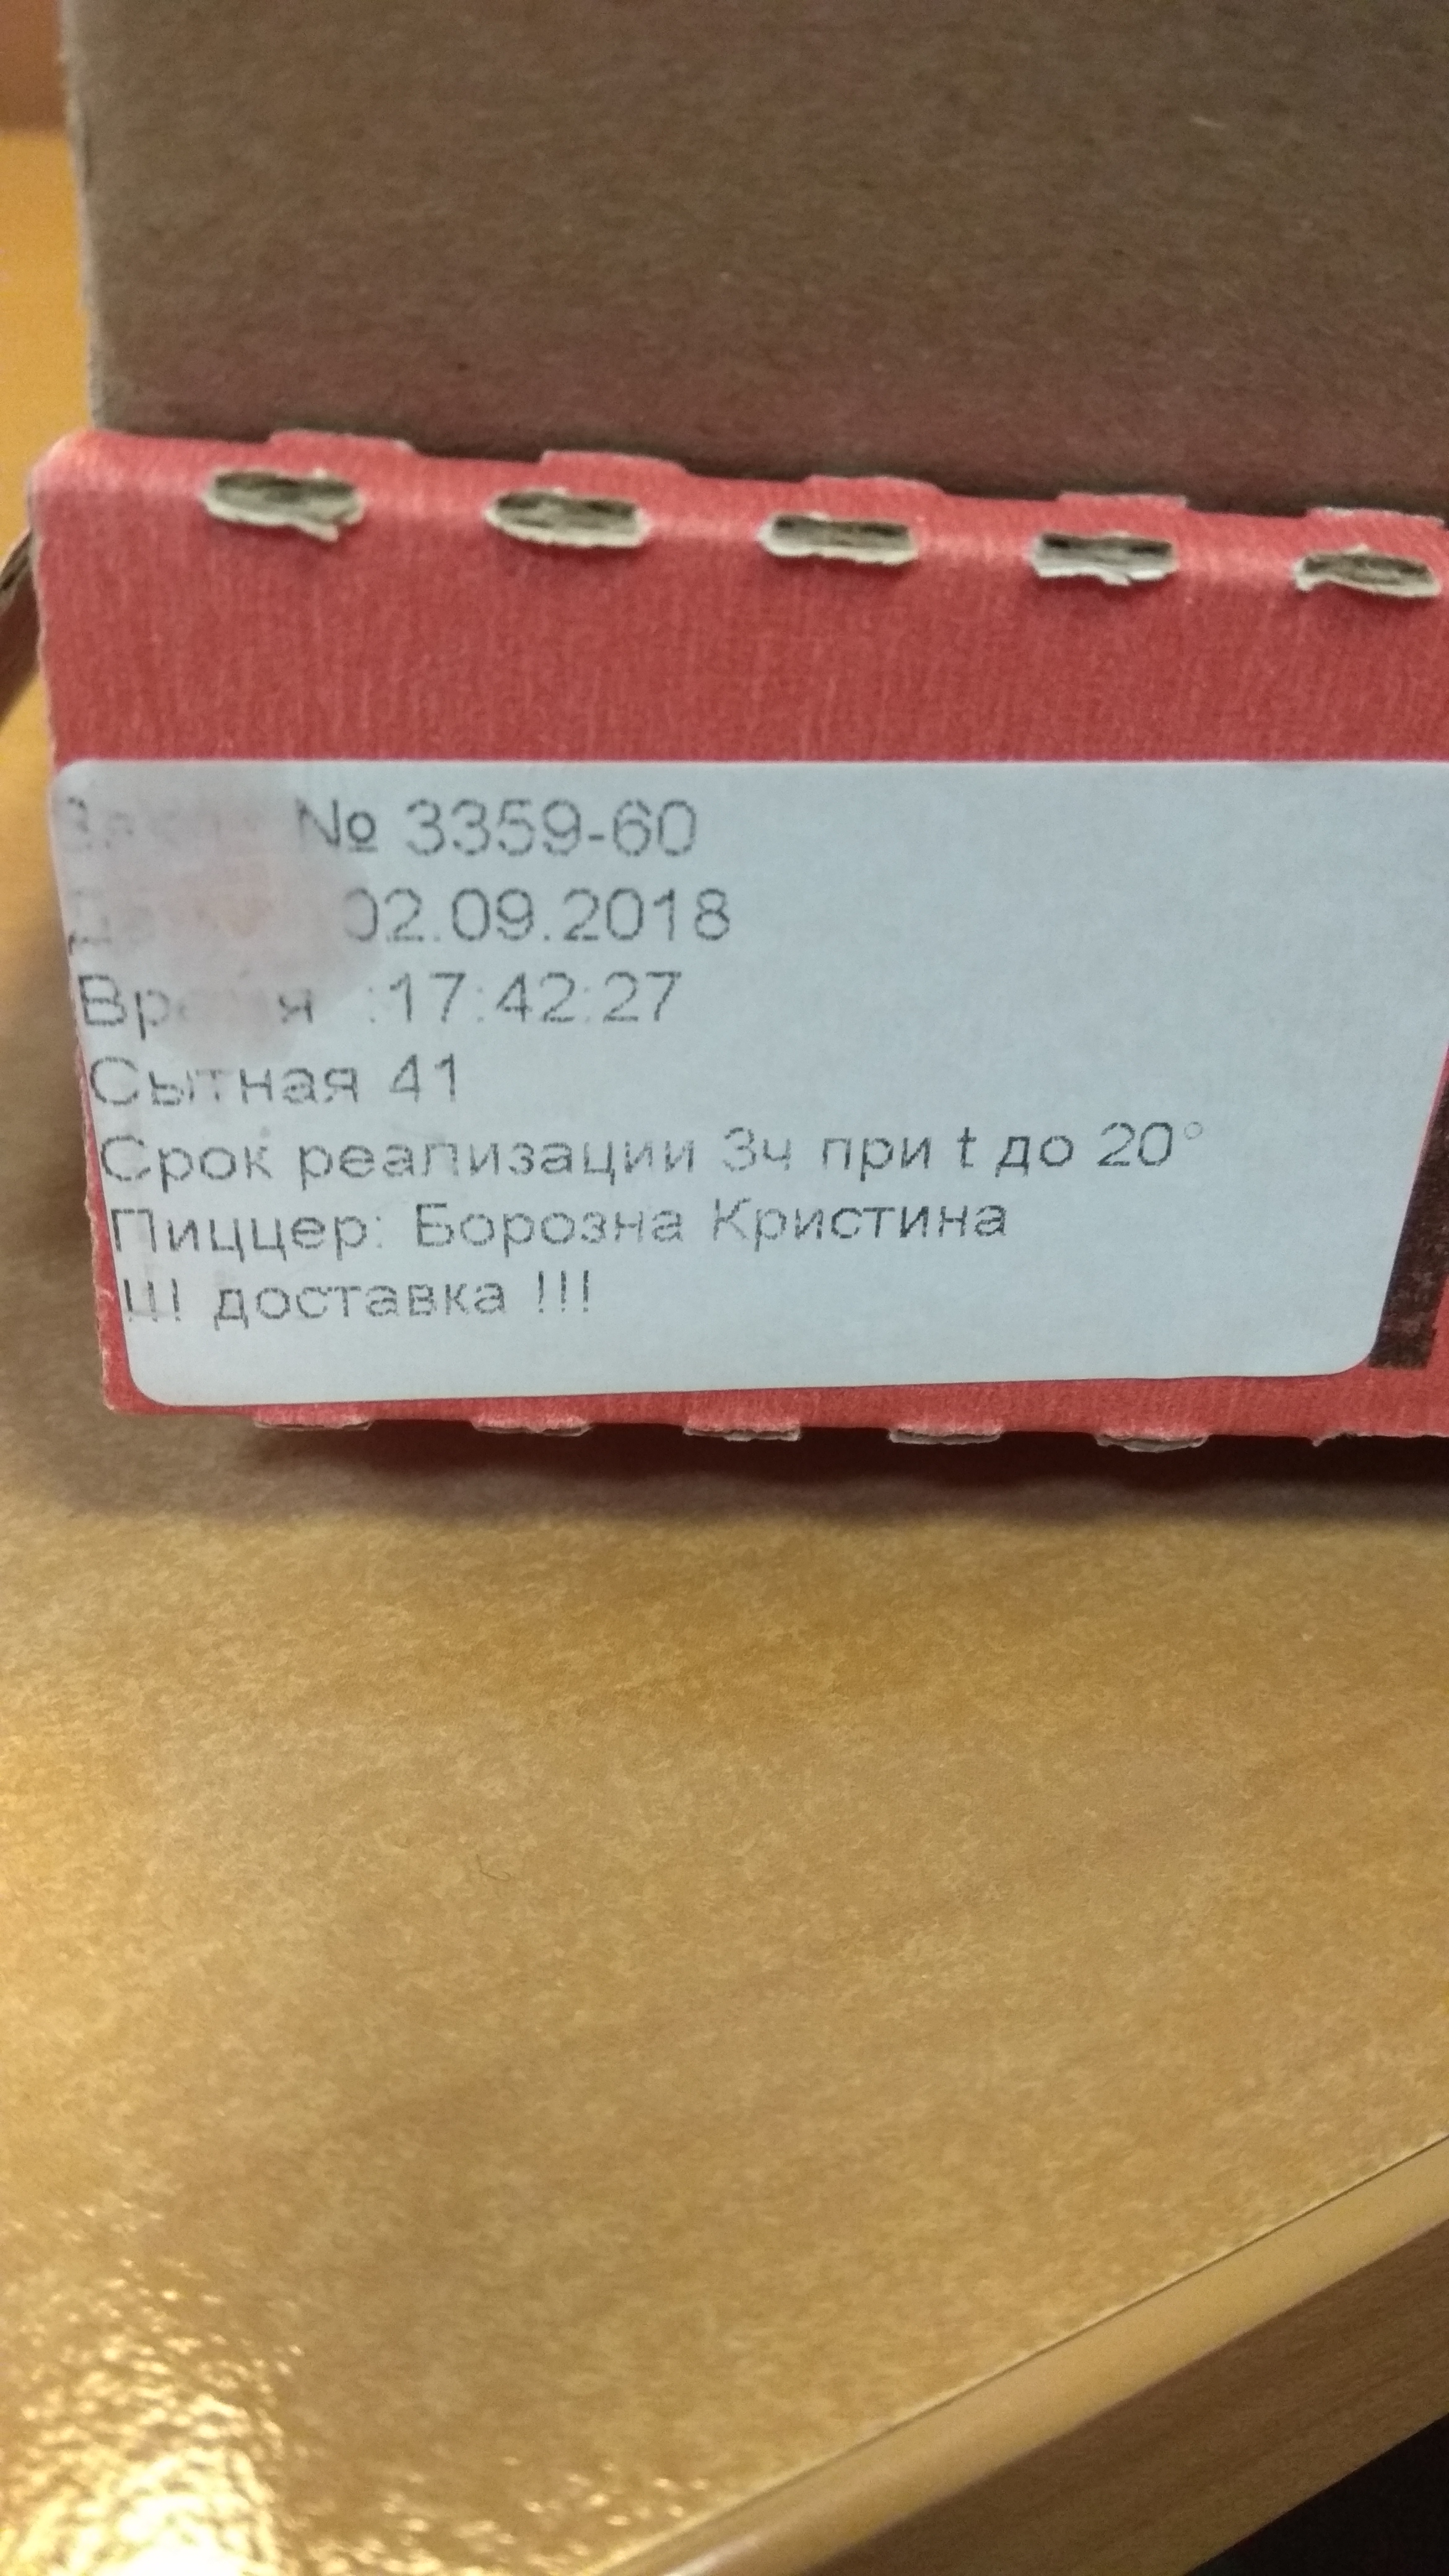 № 3359-60
02.09.2018
Время :17:42:27
Сытная 41
Срок реализации 3ч при t до 20°
Пиццер: Борозна Кристина
!!! доставка !!!